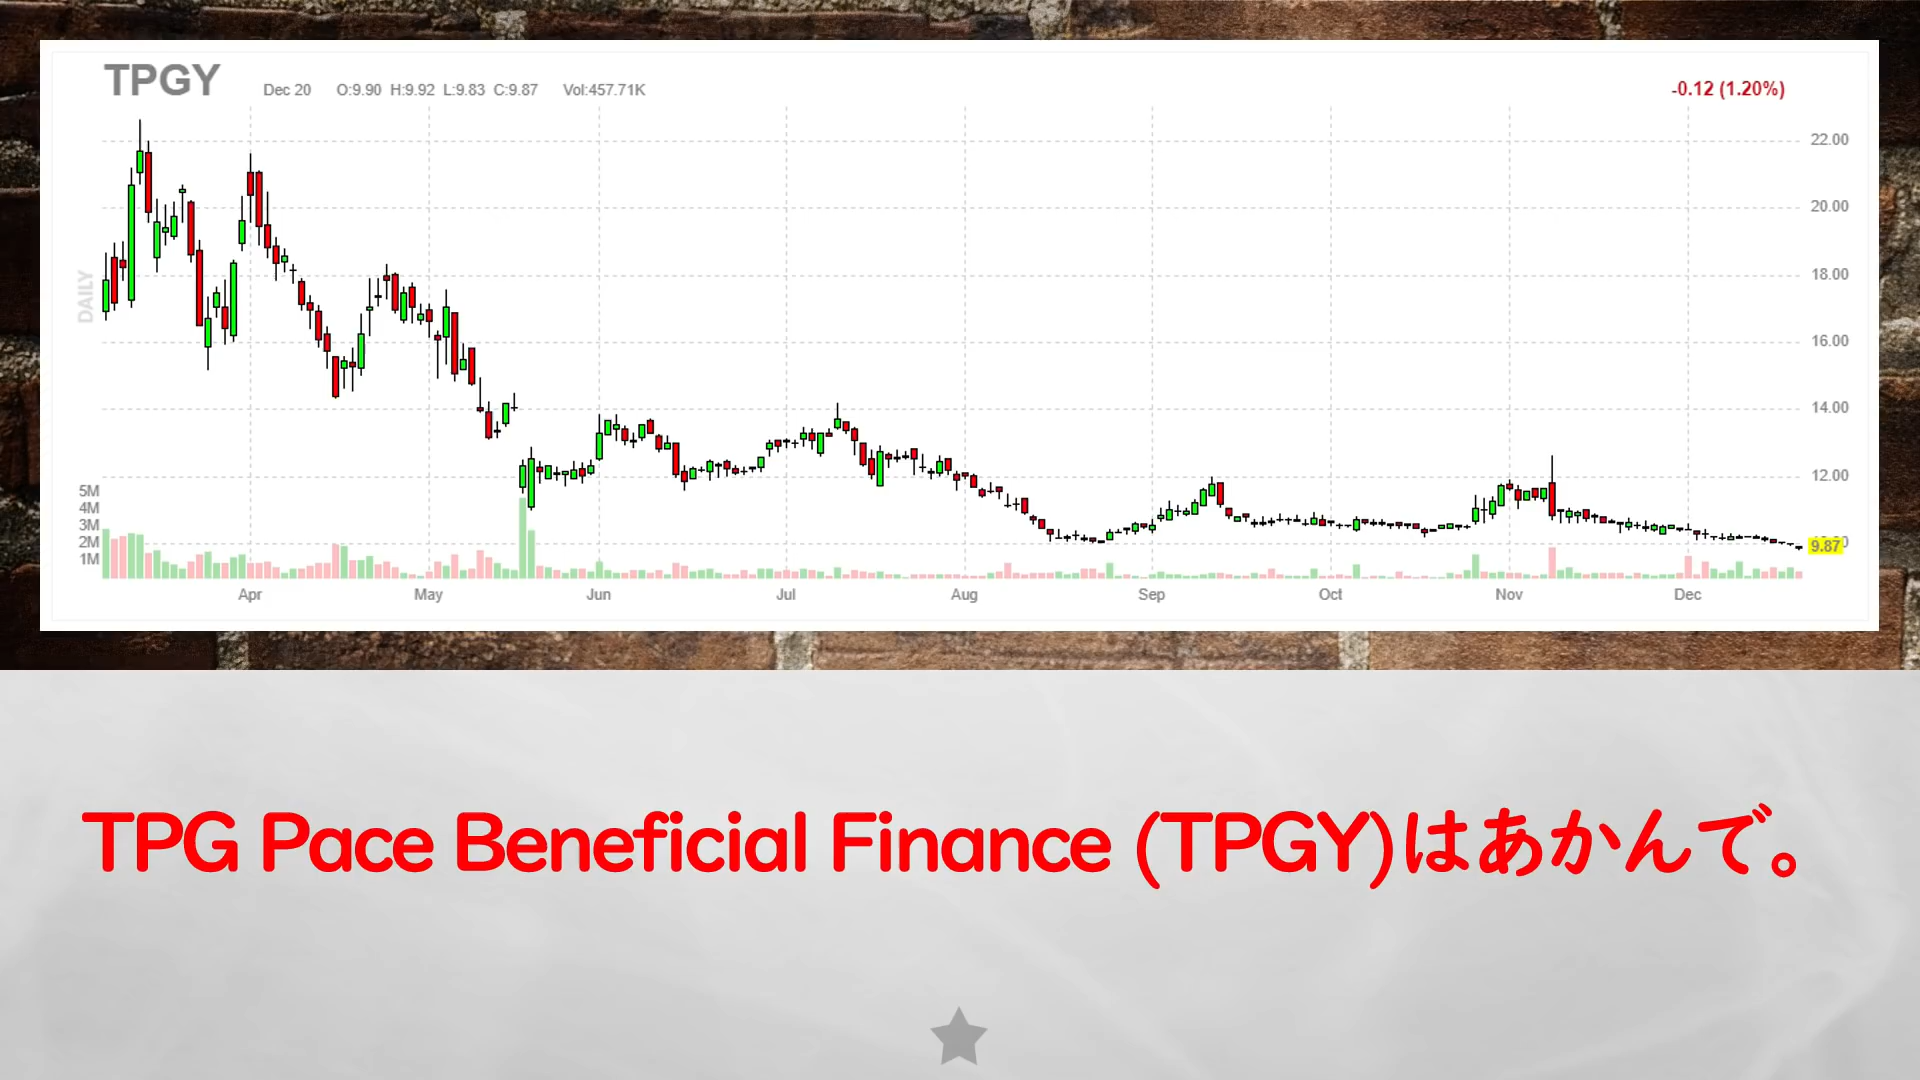 TPGY Dec 20 O:9.90 H:9.92 L:9.83 C:9.87 Vol:457.71K -0.12 (1.20%)
22.00
20.00
18.00
DAILY
16.00
14.00
12.00
5M
4M
3M
2M
9.87
1M
Apr May Jun Jul Aug Sep Oct Nov Dec
TPG Pace Beneficial Finance (TPGY)はあかんで。